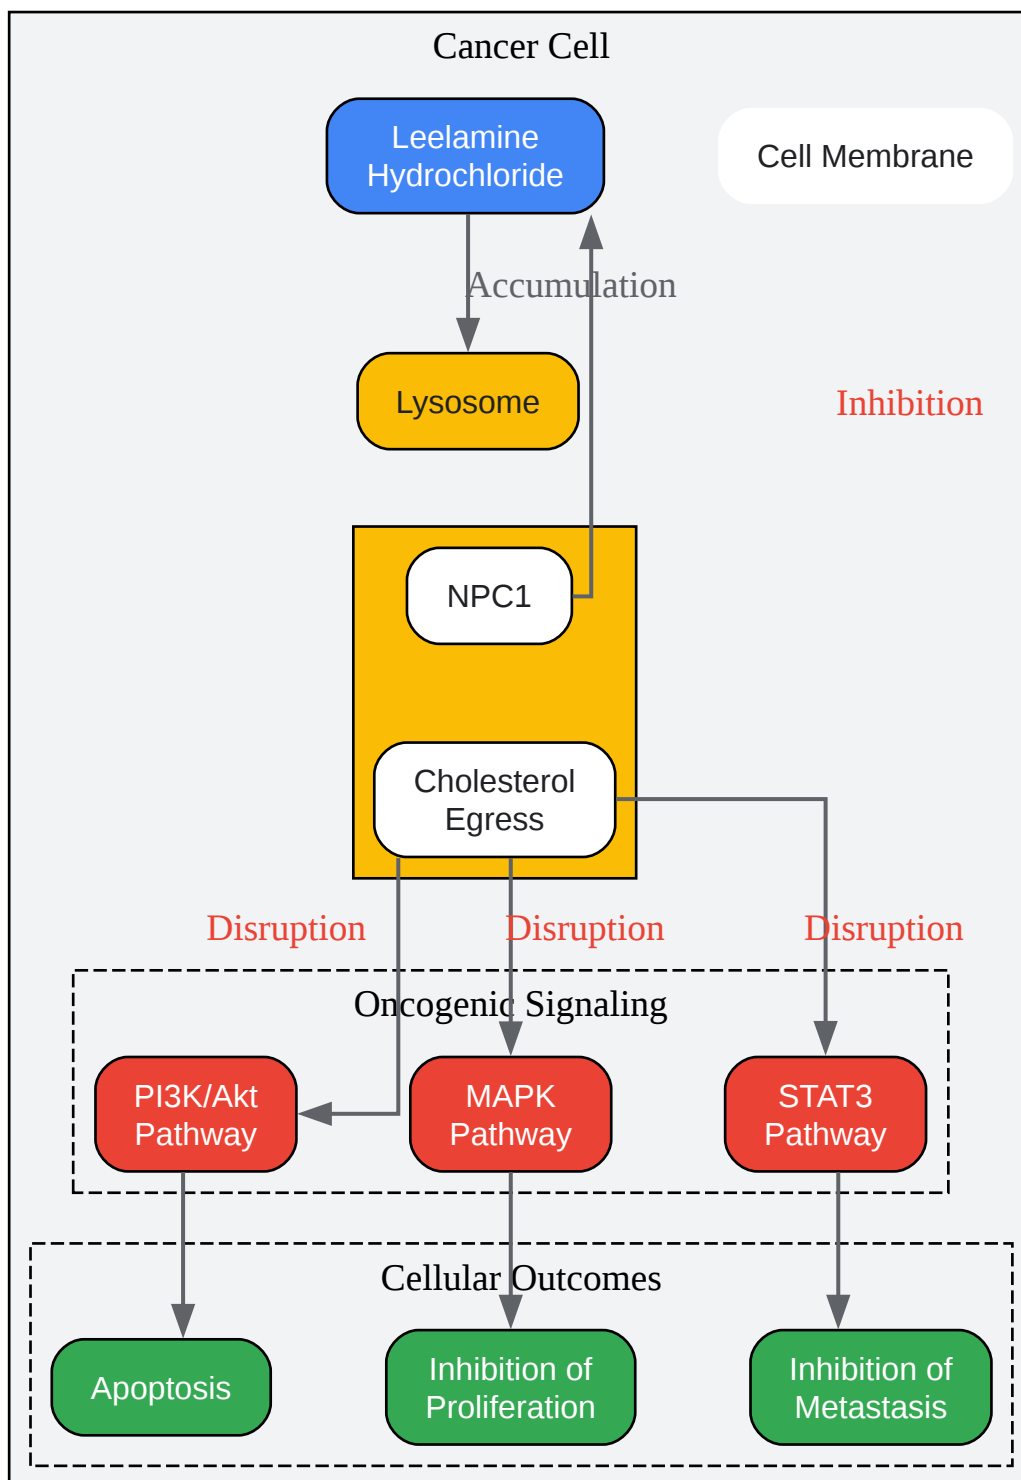 Cancer Cell
Leelamine
Hydrochloride
Cell Membrane
Accumulation
Lysosome
Inhibition
NPC1
Cholesterol
Egress
Disruption
Disruption
Disruption
Oncogenic Signaling
PI3K/Akt
Pathway
MAPK
Pathway
STAT3
Pathway
Cellular Outcomes
Apoptosis
Inhibition of
Proliferation
Inhibition of
Metastasis